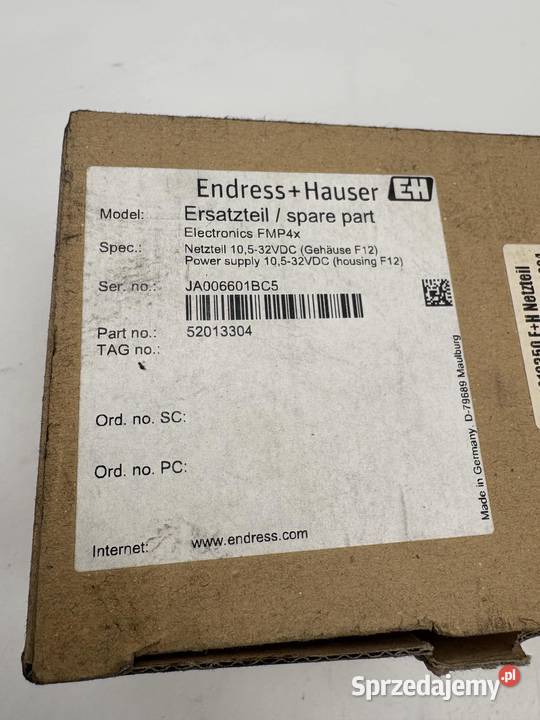 Endress+Hauser EH
Model: Ersatzteil / spare part
Electronics FMP4x
Spec.: Netzteil 10,5-32VDC (Gehäuse F12)
Power supply 10,5-32VDC (housing F12)
Ser. no.: JA006601BC5
Part no.: 52013304
TAG no.:
Ord. no. SC:
Ord. no. PC:
Internet: www.endress.com
Made in Germany, D-79689 Maulburg
E+H Netzteil
Sprzedajemy.pl